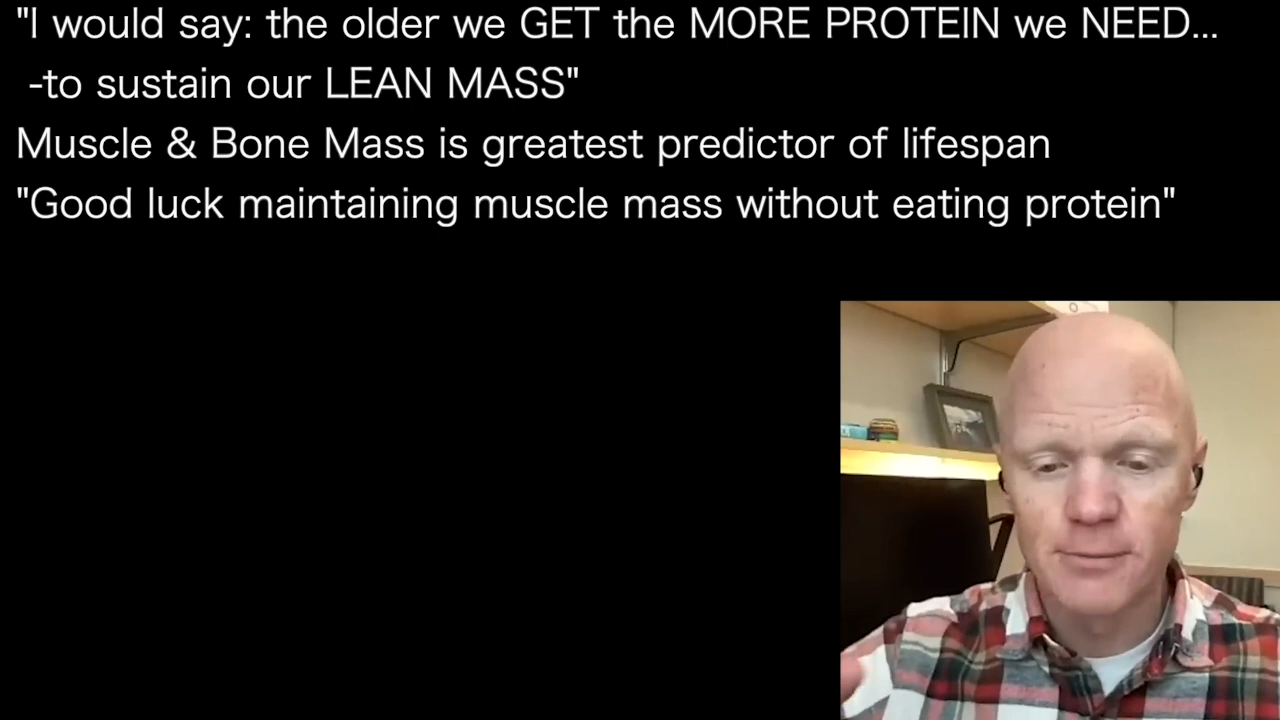 "I would say: the older we GET the MORE PROTEIN we NEED...
-to sustain our LEAN MASS"
Muscle & Bone Mass is greatest predictor of lifespan
"Good luck maintaining muscle mass without eating protein"